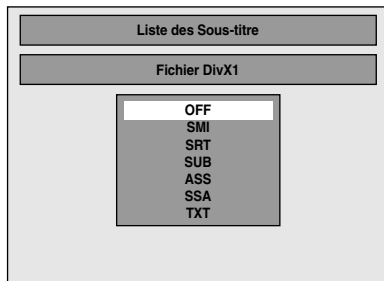 Liste des Sous-titre
Fichier DivX1
OFF
SMI
SRT
SUB
ASS
SSA
TXT